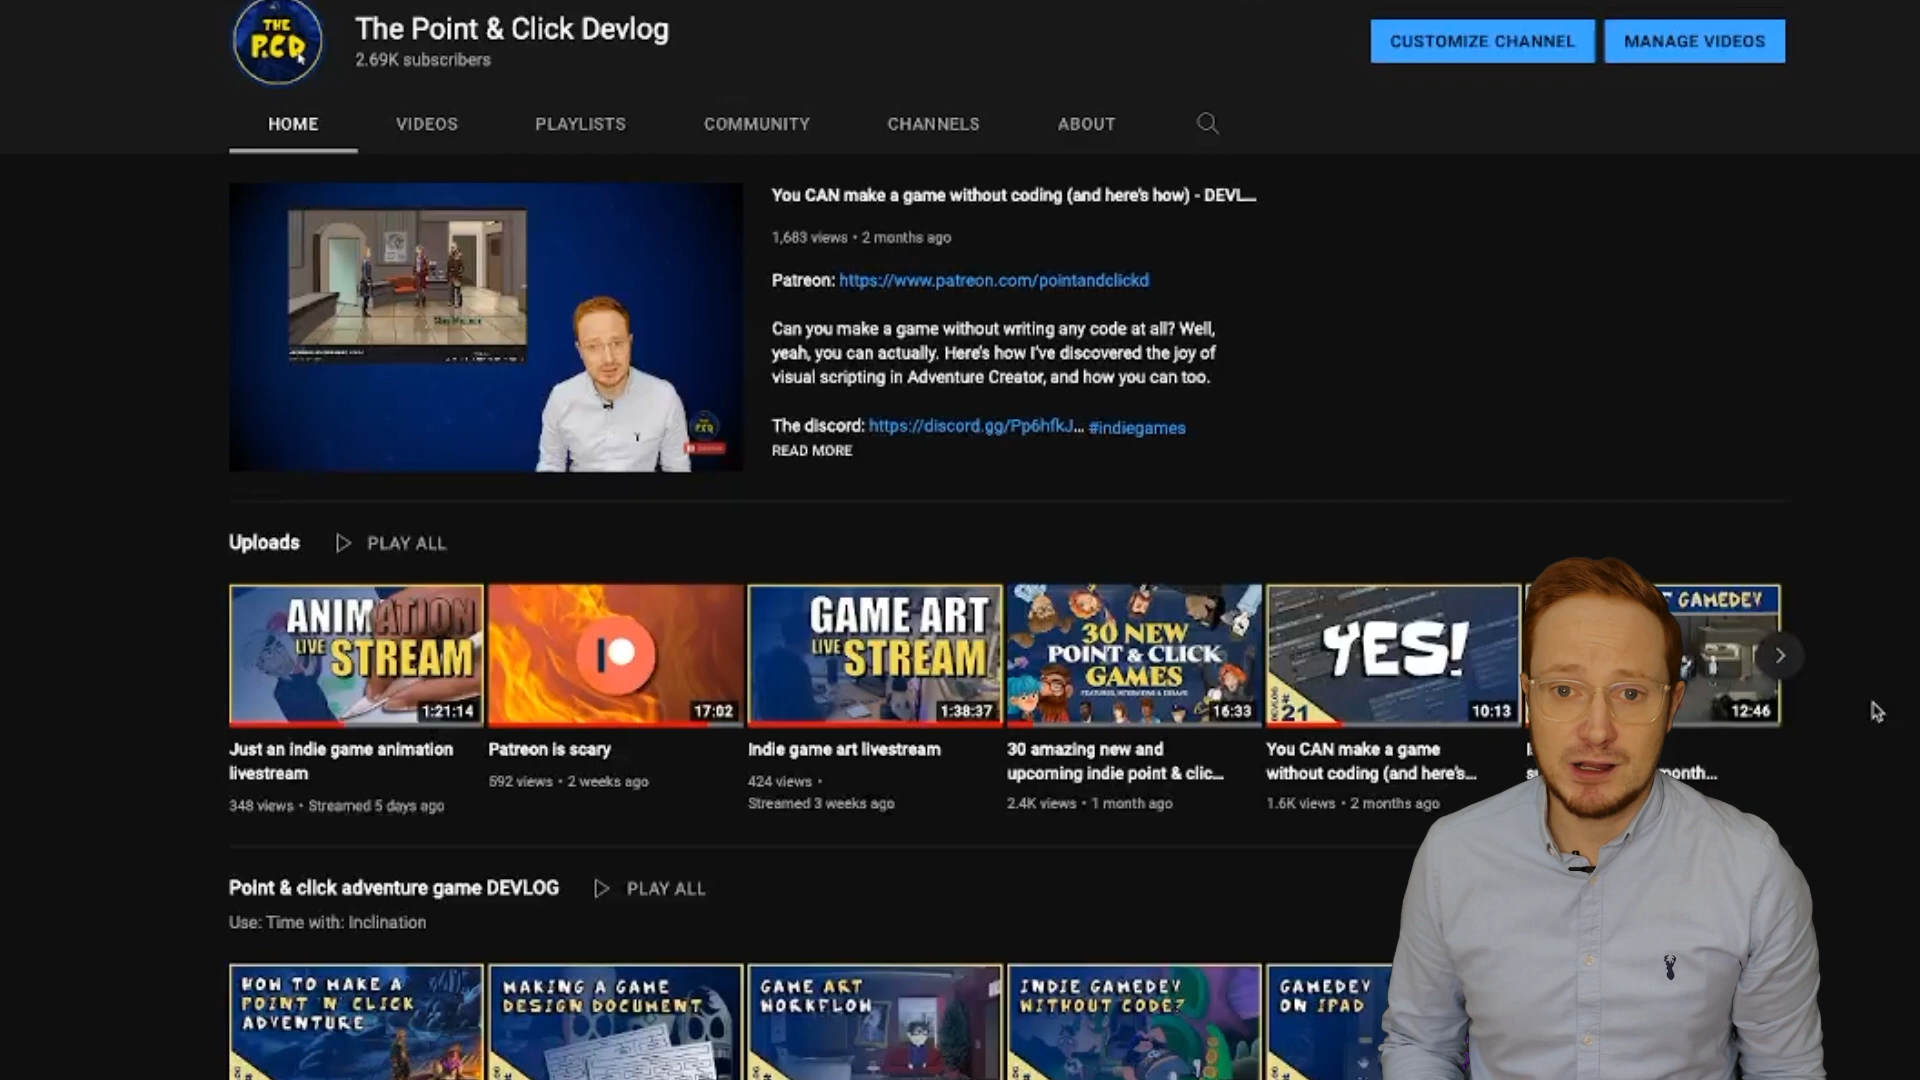 THE
P.C.D
The Point & Click Devlog
2.69K subscribers
CUSTOMIZE CHANNEL
MANAGE VIDEOS
HOME
VIDEOS
PLAYLISTS
COMMUNITY
CHANNELS
ABOUT
You CAN make a game without coding (and here's how) - DEVL...
1,683 views • 2 months ago
Patreon: https://www.patreon.com/pointandclickd
Can you make a game without writing any code at all? Well,
yeah, you can actually. Here's how I've discovered the joy of
visual scripting in Adventure Creator, and how you can too.
The discord: https://discord.gg/Pp6hfkJ... #indiegames
READ MORE
Uploads
PLAY ALL
ANIMATION
LIVE STREAM
1:21:14
Just an indie game animation
livestream
348 views • Streamed 5 days ago
17:02
Patreon is scary
592 views • 2 weeks ago
GAME ART
LIVE STREAM
1:38:37
Indie game art livestream
424 views •
Streamed 3 weeks ago
30 NEW
POINT & CLICK
GAMES
16:33
30 amazing new and
upcoming indie point & clic...
2.4K views • 1 month ago
YES!
DEVLOG
21
10:13
You CAN make a game
without coding (and here's...
1.6K views • 2 months ago
GAMEDEV
12:46
month...
Point & click adventure game DEVLOG
PLAY ALL
Use: Time with: Inclination
HOW TO MAKE A
POINT 'N' CLICK
ADVENTURE
MAKING A GAME
DESIGN DOCUMENT
GAME ART
WORKFLOW
INDIE GAMEDEV
WITHOUT CODE?
GAMEDEV
ON IPAD